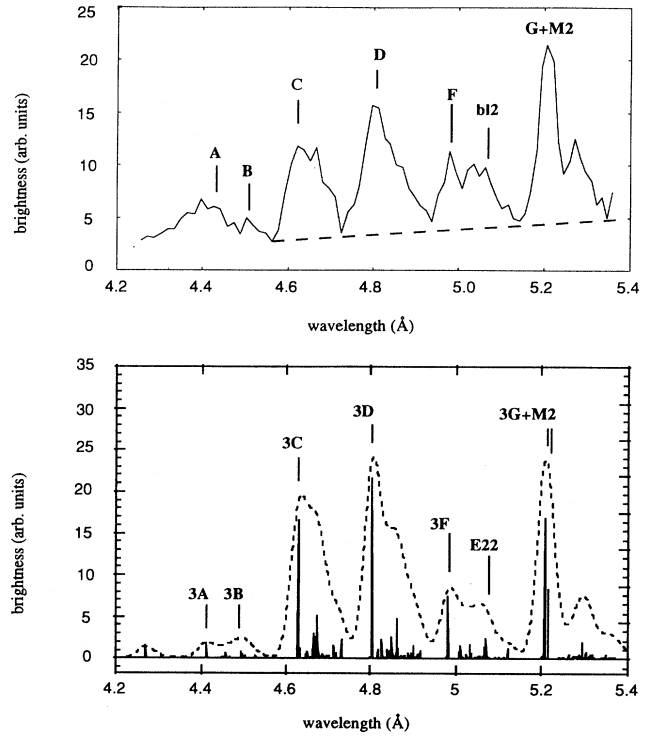 25
20
15
10
5
0
brightness (arb. units)
A
B
C
D
F
bl2
G+M2
4.2 4.4 4.6 4.8 5.0 5.2 5.4
wavelength (Å)
35
30
25
20
15
10
5
0
brightness (arb. units)
3A
3B
3C
3D
3F
E22
3G+M2
4.2 4.4 4.6 4.8 5 5.2 5.4
wavelength (Å)